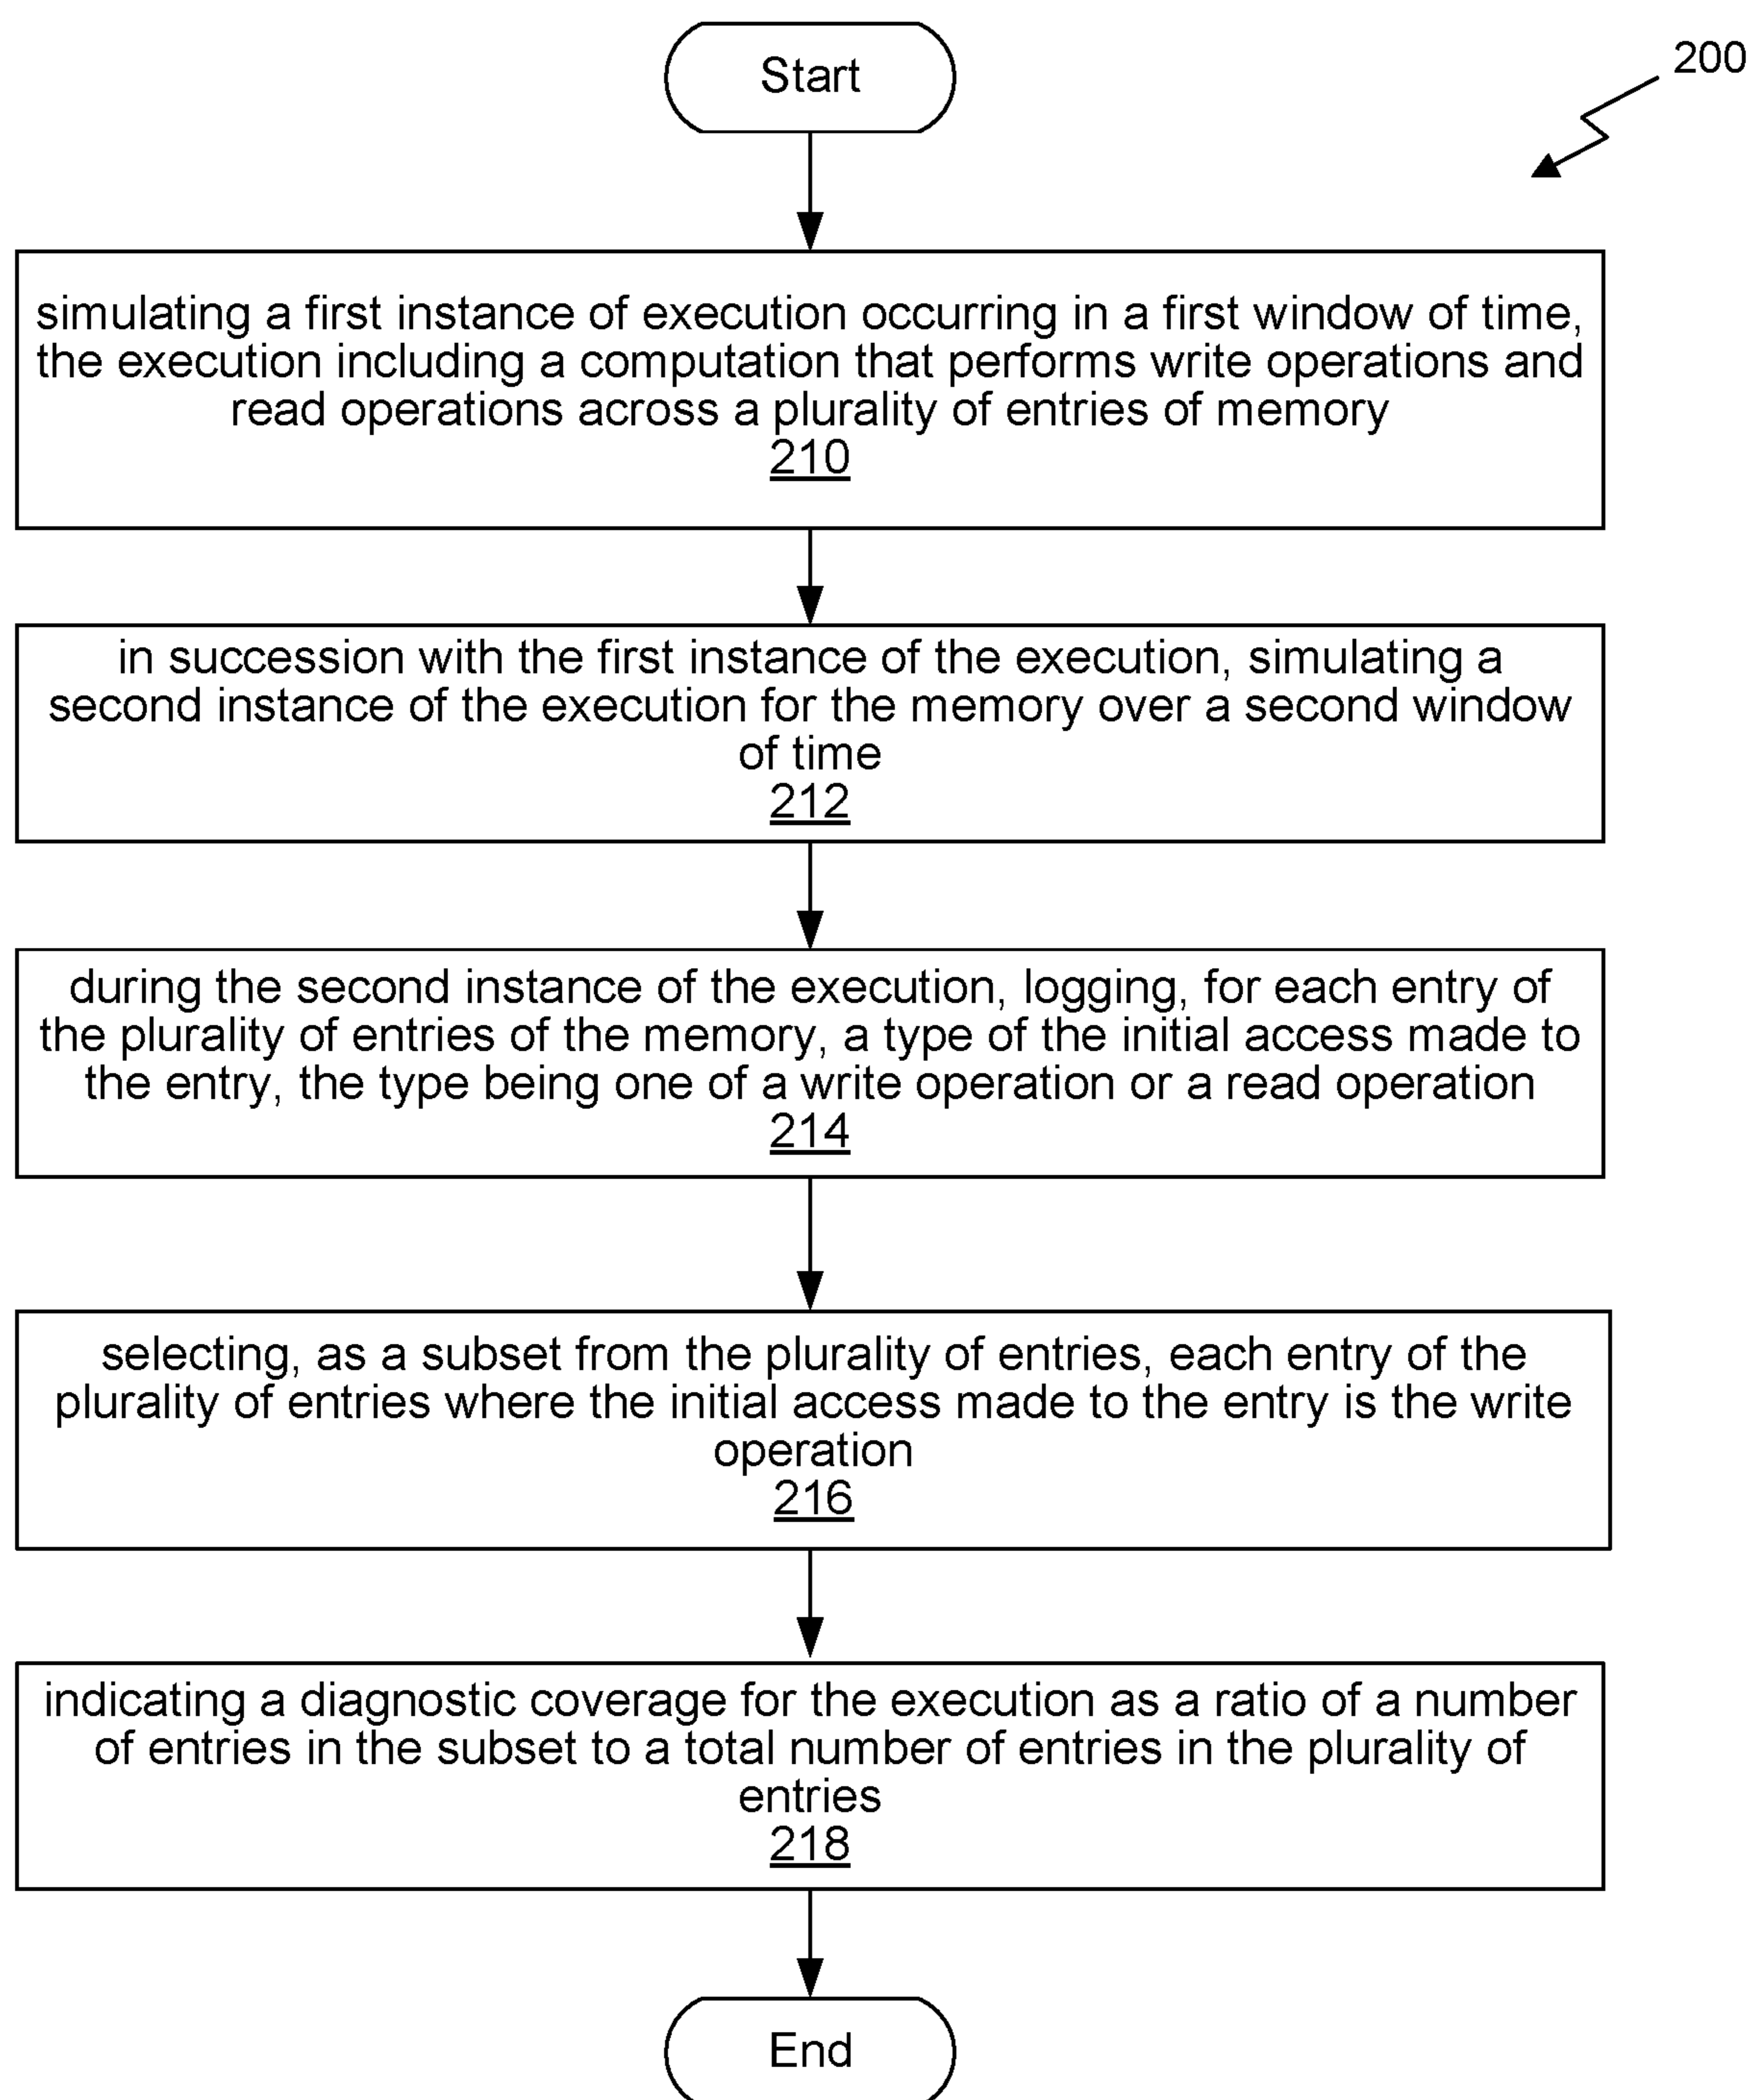 Start
200
simulating a first instance of execution occurring in a first window of time,
the execution including a computation that performs write operations and
read operations across a plurality of entries of memory
210
in succession with the first instance of the execution, simulating a
second instance of the execution for the memory over a second window
of time
212
during the second instance of the execution, logging, for each entry of
the plurality of entries of the memory, a type of the initial access made to
the entry, the type being one of a write operation or a read operation
214
selecting, as a subset from the plurality of entries, each entry of the
plurality of entries where the initial access made to the entry is the write
operation
216
indicating a diagnostic coverage for the execution as a ratio of a number
of entries in the subset to a total number of entries in the plurality of
entries
218
End